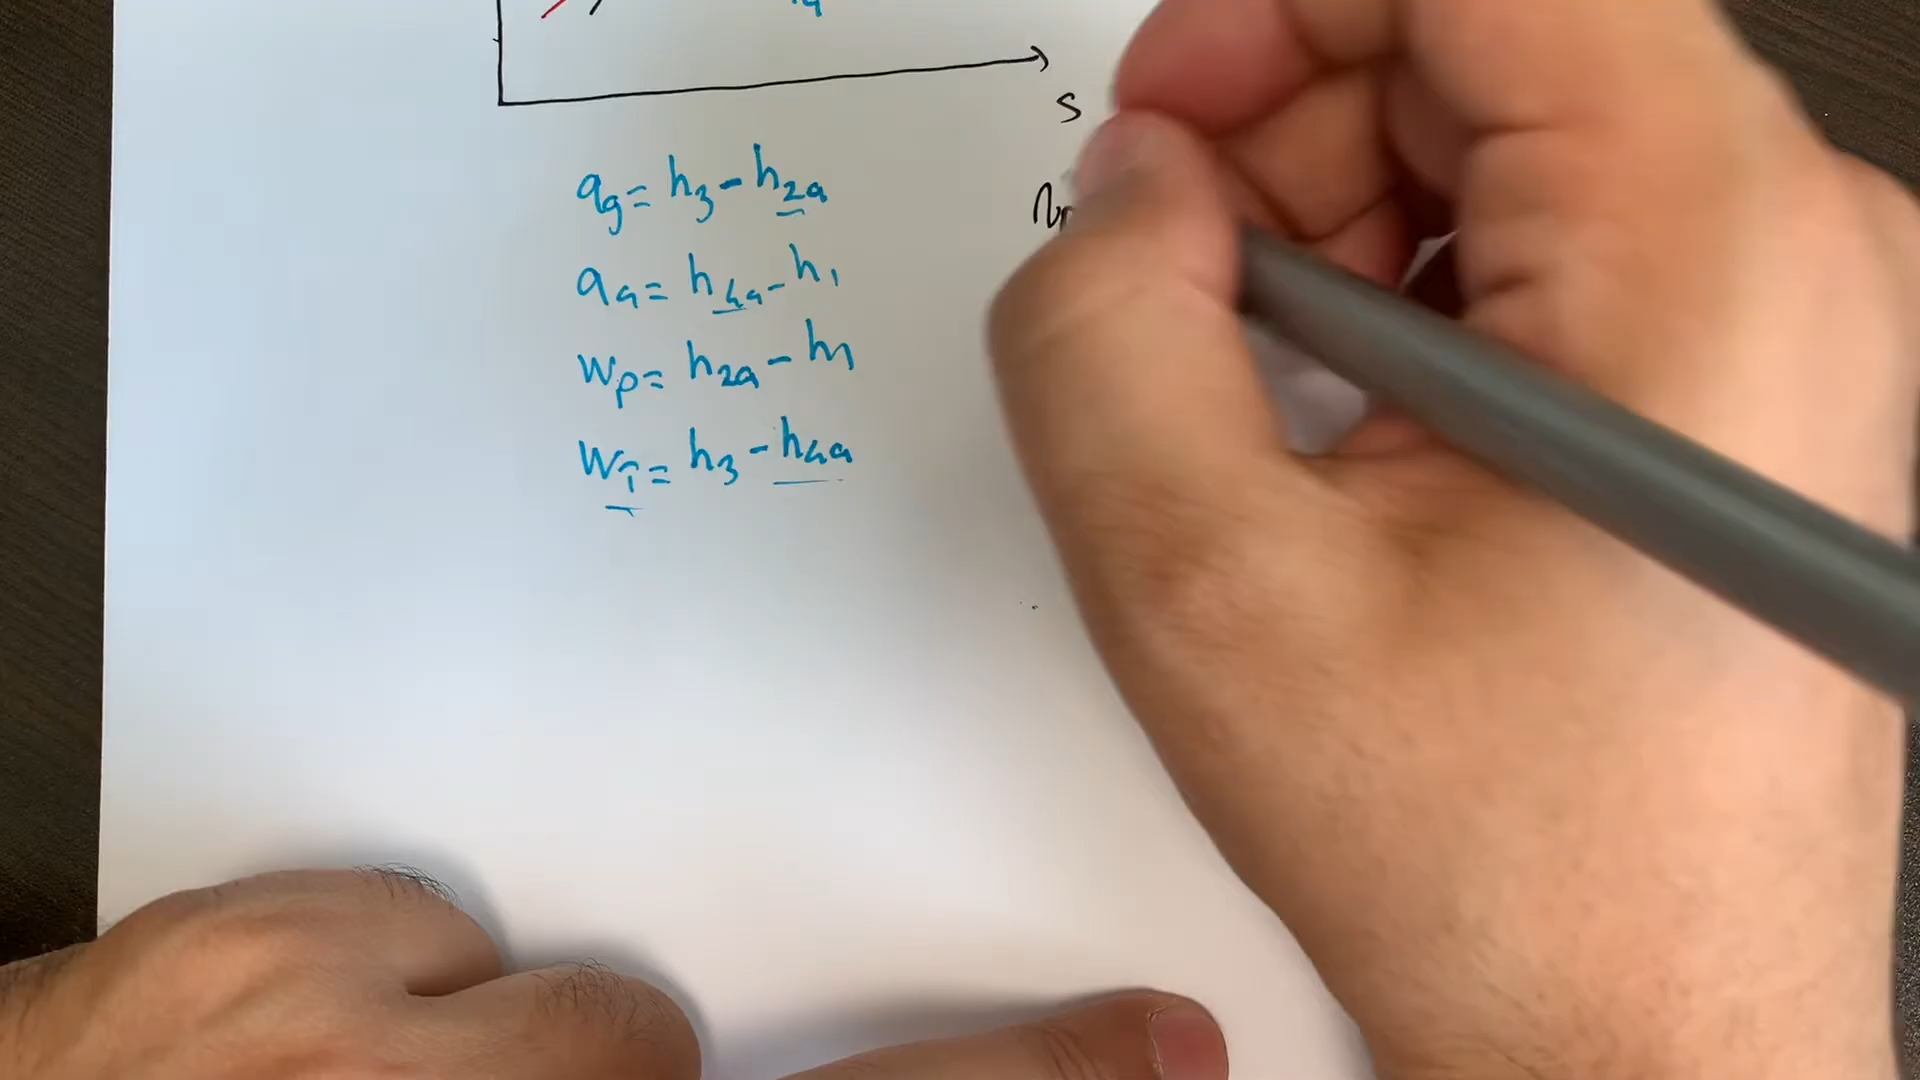 s
qg = h3 - h2a
qa = h4a - h1
wp = h2a - h1
wT = h3 - h4a